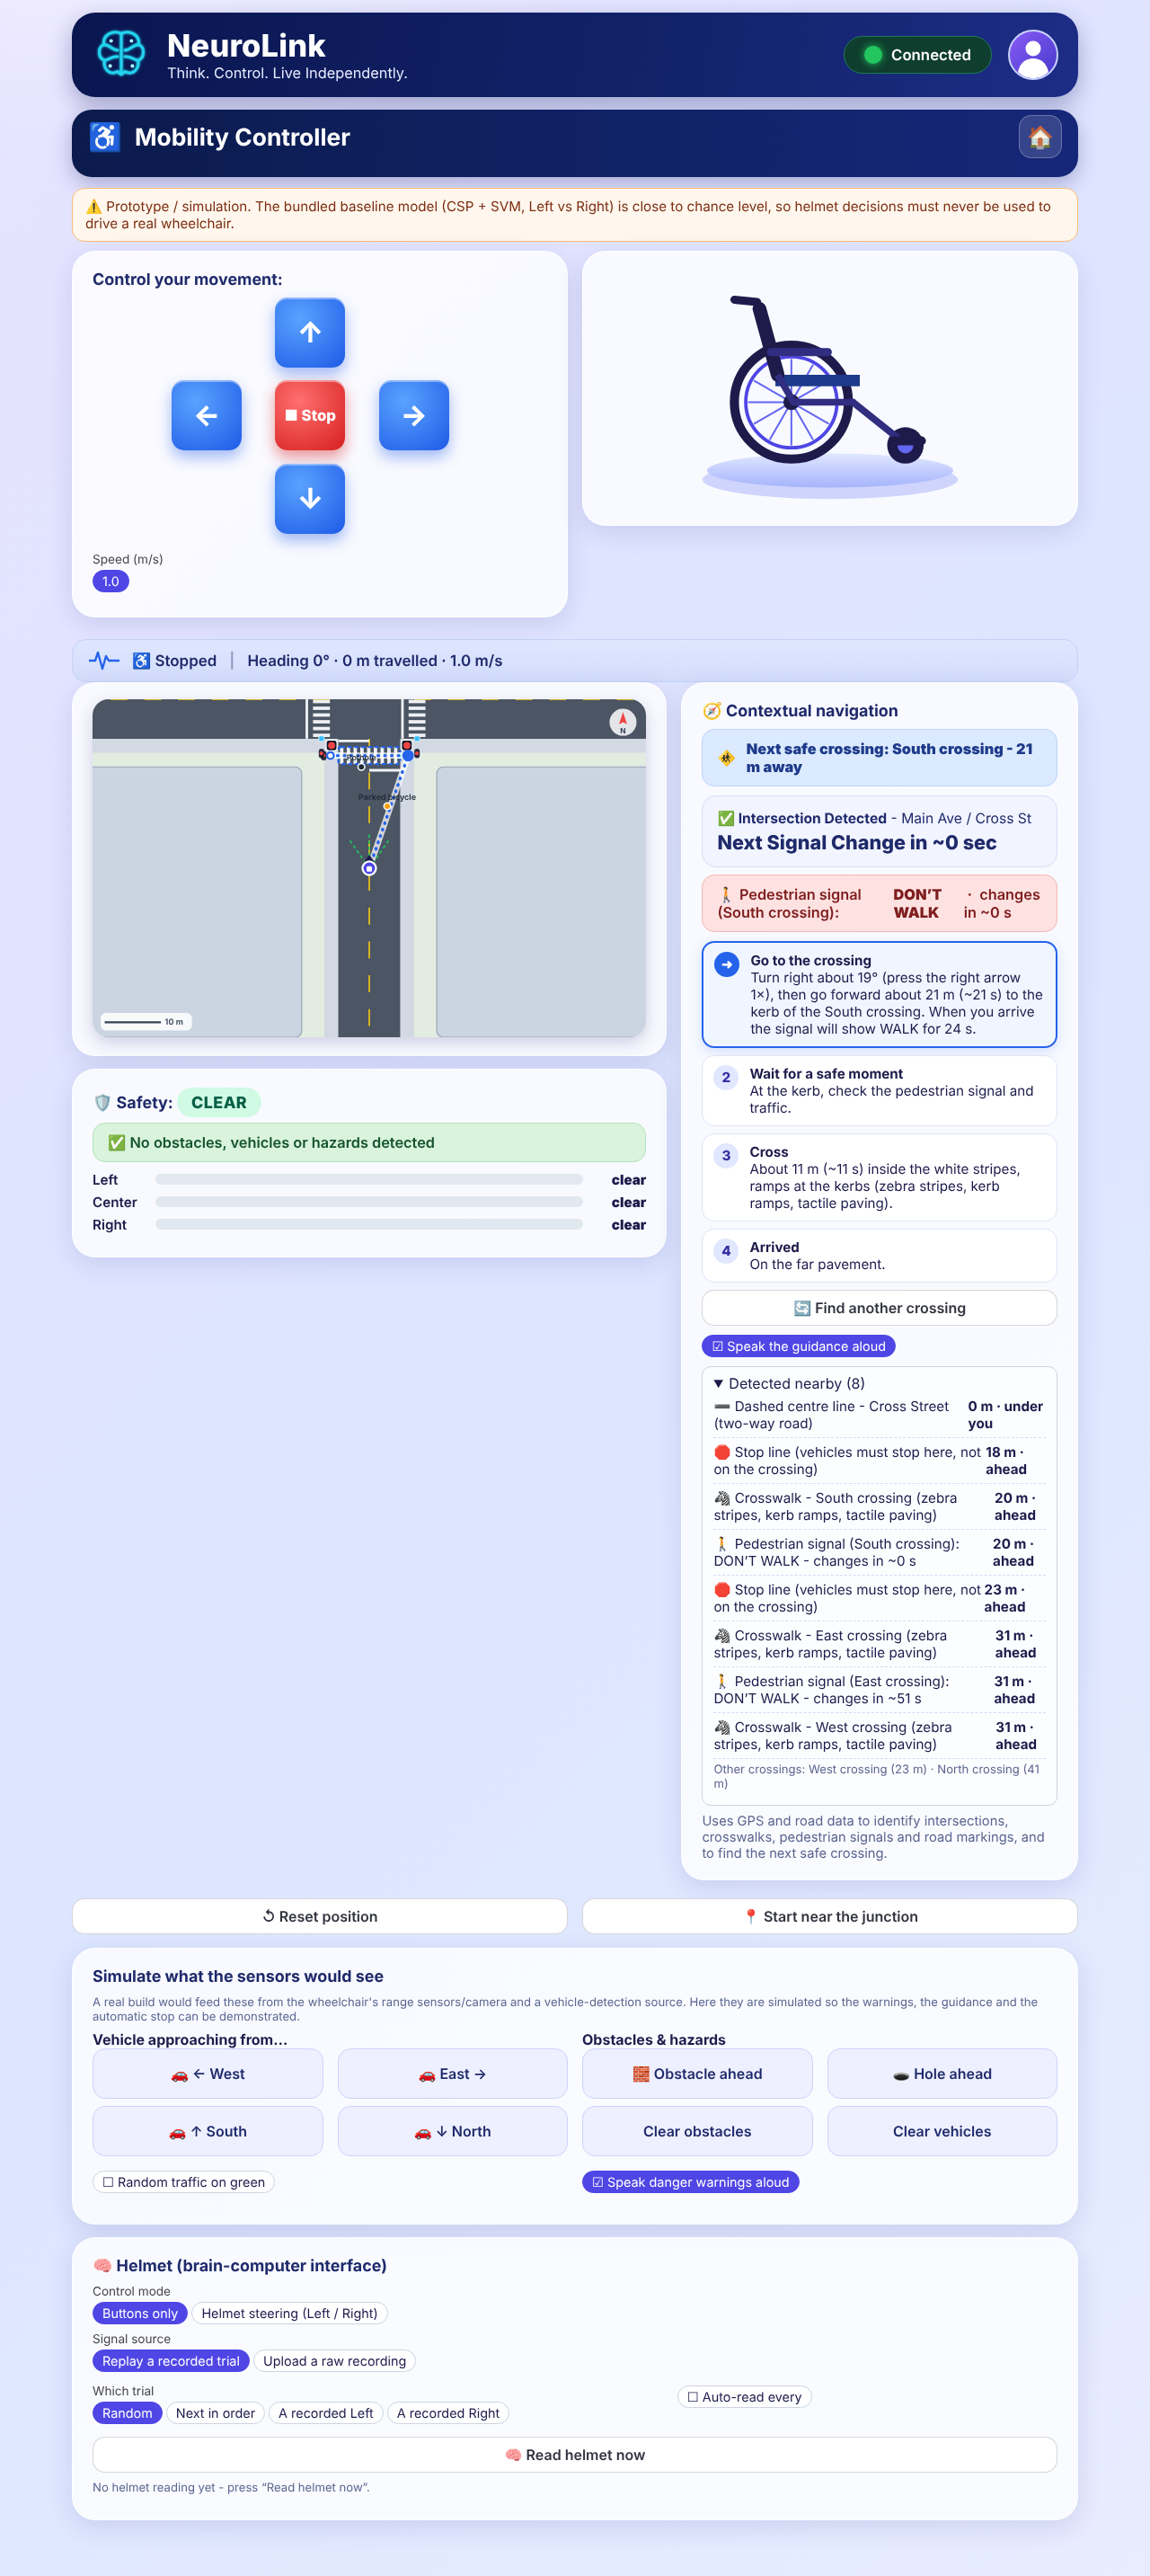 NeuroLink
Think. Control. Live Independently.
Connected
Mobility Controller
Prototype / simulation. The bundled baseline model (CSP + SVM, Left vs Right) is close to chance level, so helmet decisions must never be used to
drive a real wheelchair.
Control your movement:
↑
←
Stop
→
↓
Speed (m/s)
1.0
Stopped | Heading 0° · 0 m travelled · 1.0 m/s
N
Parked bicycle
10 m
Safety: CLEAR
✅ No obstacles, vehicles or hazards detected
Left clear
Center clear
Right clear
Contextual navigation
Next safe crossing: South crossing - 21
m away
✅ Intersection Detected - Main Ave / Cross St
Next Signal Change in ~0 sec
Pedestrian signal
(South crossing):
DON’T
WALK
· changes
in ~0 s
➜ Go to the crossing
Turn right about 19° (press the right arrow
1×), then go forward about 21 m (~21 s) to the
kerb of the South crossing. When you arrive
the signal will show WALK for 24 s.
2 Wait for a safe moment
At the kerb, check the pedestrian signal and
traffic.
3 Cross
About 11 m (~11 s) inside the white stripes,
ramps at the kerbs (zebra stripes, kerb
ramps, tactile paving).
4 Arrived
On the far pavement.
Find another crossing
☑ Speak the guidance aloud
▼ Detected nearby (8)
Dashed centre line - Cross Street
(two-way road)
0 m · under
you
Stop line (vehicles must stop here, not
on the crossing)
18 m ·
ahead
Crosswalk - South crossing (zebra
stripes, kerb ramps, tactile paving)
20 m ·
ahead
Pedestrian signal (South crossing):
DON’T WALK - changes in ~0 s
20 m ·
ahead
Stop line (vehicles must stop here, not
on the crossing)
23 m ·
ahead
Crosswalk - East crossing (zebra
stripes, kerb ramps, tactile paving)
31 m ·
ahead
Pedestrian signal (East crossing):
DON’T WALK - changes in ~51 s
31 m ·
ahead
Crosswalk - West crossing (zebra
stripes, kerb ramps, tactile paving)
31 m ·
ahead
Other crossings: West crossing (23 m) · North crossing (41
m)
Uses GPS and road data to identify intersections,
crosswalks, pedestrian signals and road markings, and
to find the next safe crossing.
↺ Reset position
Start near the junction
Simulate what the sensors would see
A real build would feed these from the wheelchair's range sensors/camera and a vehicle-detection source. Here they are simulated so the warnings, the guidance and the
automatic stop can be demonstrated.
Vehicle approaching from...
← West
East →
↑ South
↓ North
☐ Random traffic on green
Obstacles & hazards
Obstacle ahead
Hole ahead
Clear obstacles
Clear vehicles
☑ Speak danger warnings aloud
Helmet (brain-computer interface)
Control mode
Buttons only
Helmet steering (Left / Right)
Signal source
Replay a recorded trial
Upload a raw recording
Which trial
Random
Next in order
A recorded Left
A recorded Right
☐ Auto-read every
Read helmet now
No helmet reading yet - press “Read helmet now”.